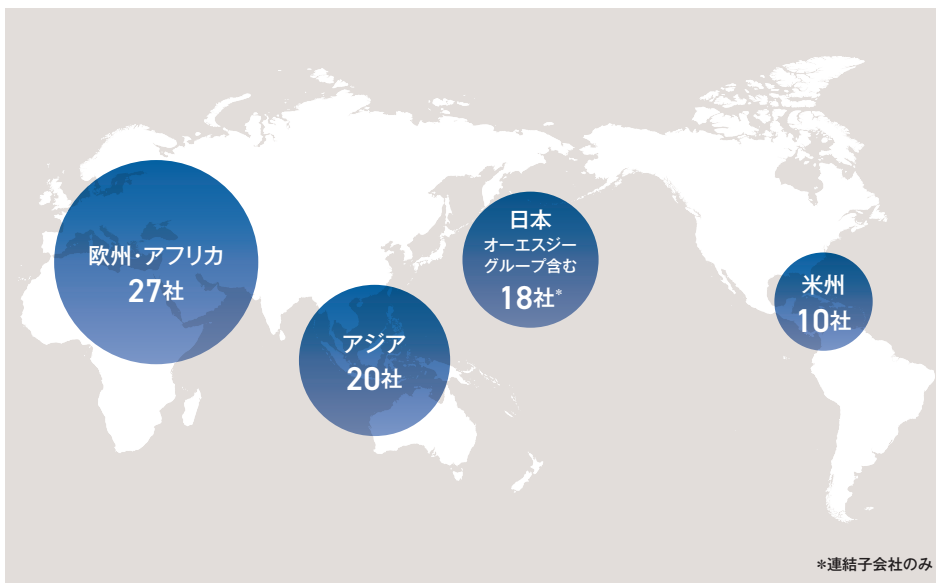 欧州・アフリカ
27社
アジア
20社
日本
オーエスジー
グループ含む
18社*
米州
10社
*連結子会社のみ